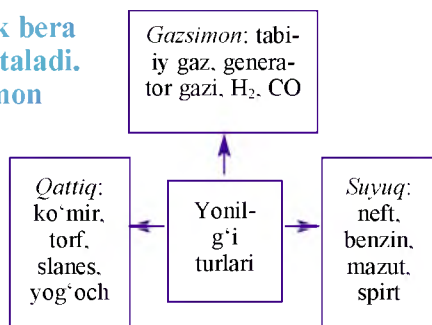 k bera
taladi.
mon
Gazsimon: tabi-
iy gaz, genera-
tor gazi, H₂, CO
Qattiq:
ko‘mir,
torf,
slanes,
yog‘och
Yonil-
g‘i
turlari
Suyuq:
neft,
benzin,
mazut,
spirt